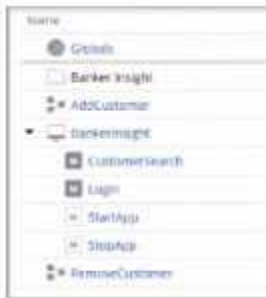 Name
Globals
Banker Insight
AddCustomer
BankerInsight
CustomerSearch
Login
StartApp
StopApp
RemoveCustomer